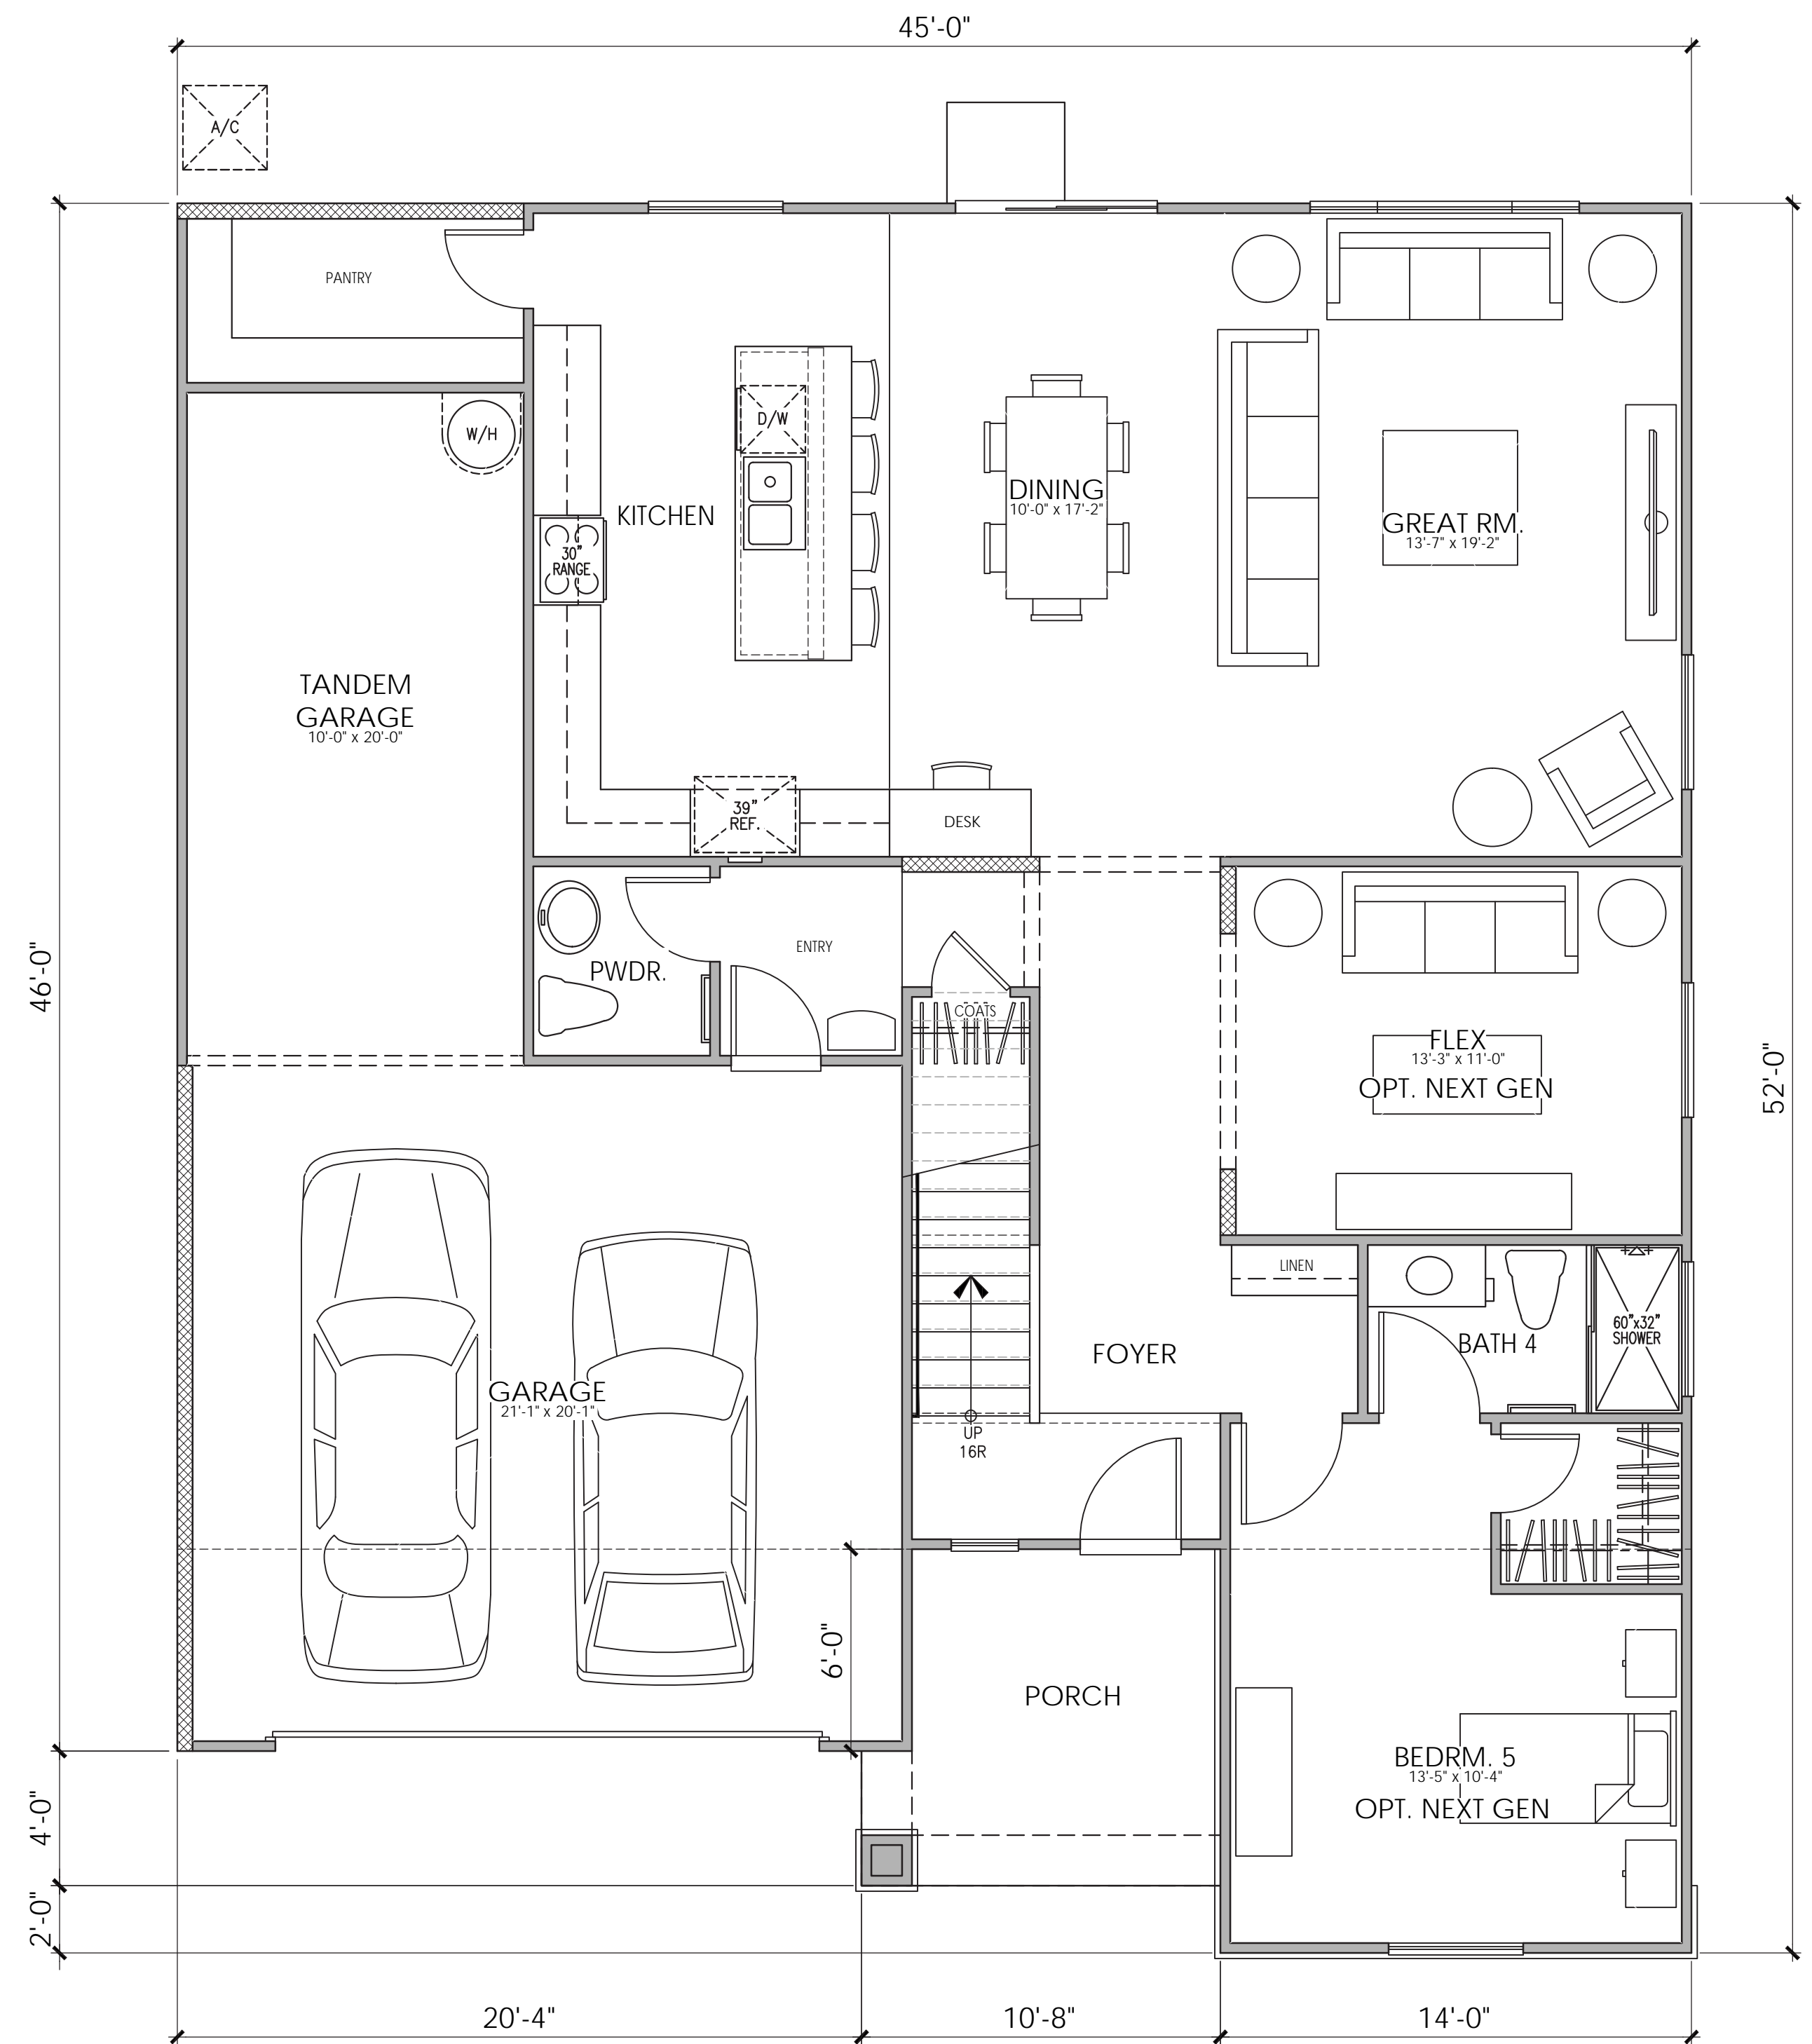 45'-0"
A/C
PANTRY
W/H
D/W
KITCHEN
DINING
10'-0" x 17'-2"
GREAT RM.
13'-7" x 19'-2"
30"
RANGE
TANDEM
GARAGE
10'-0" x 20'-0"
39"
REF.
DESK
ENTRY
PWDR.
COATS
46'-0"
FLEX
13'-3" x 11'-0"
OPT. NEXT GEN
52'-0"
LINEN
60"x32"
SHOWER
BATH 4
FOYER
GARAGE
21'-1" x 20'-1"
UP
16R
6'-0"
PORCH
BEDRM. 5
13'-5" x 10'-4"
OPT. NEXT GEN
4'-0"
2'-0"
20'-4"
10'-8"
14'-0"